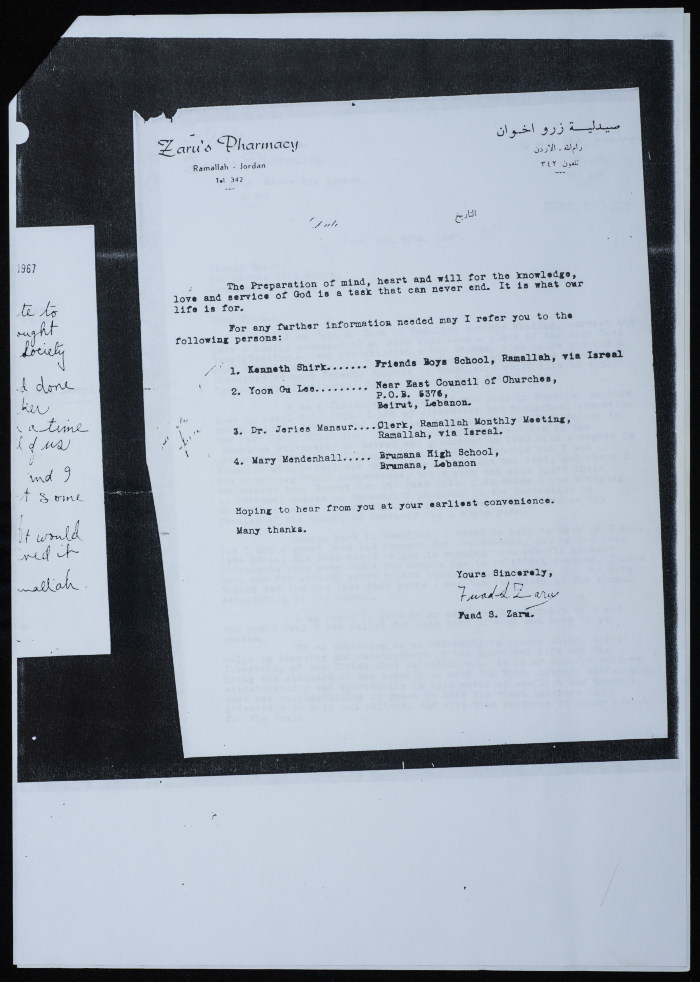 Zaru's Pharmacy
Ramallah - Jordan
Tel 342
صيدلية زرو اخوان
رام الله - الاردن
تلفون ٣٤٢
التاريخ
The Preparation of mind, heart and will for the knowledge,
love and service of God is a task that can never end. It is what our
life is for.
For any further information needed may I refer you to the
following persons:
1. Kenneth Shirk....... Friends Boys School, Ramallah, via Isreal
2. Yoon Gu Lee......... Near East Council of Churches,
P.O.B. 5376,
Beirut, Lebanon.
3. Dr. Jeries Mansur....Clerk, Ramallah Monthly Meeting,
Ramallah, via Isreal.
4. Mary Mendenhall..... Brumana High School,
Brumana, Lebanon
Hoping to hear from you at your earliest convenience.
Many thanks.
Yours Sincerely,
Fuad S Zaru
Fuad S. Zaru.
1967
te to
ought
Society
d done
ker
a time
of us
and I
t some
It would
ved it
mallah.